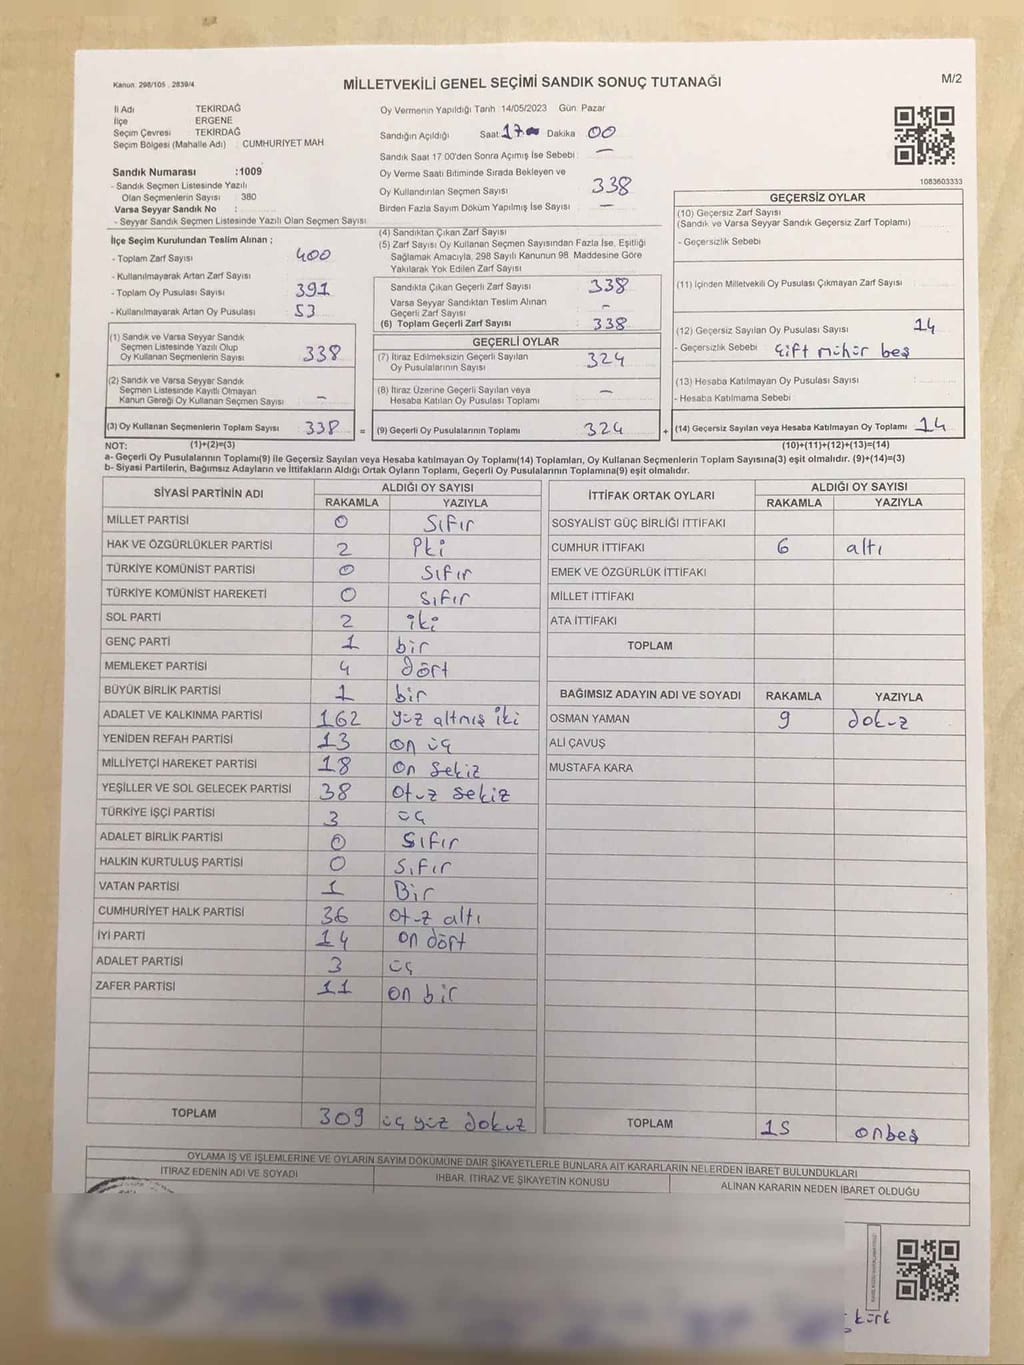 Kanun. 298/105 , 2839/4
MİLLETVEKİLİ GENEL SEÇİMİ SANDIK SONUÇ TUTANAĞI
M/2
İl Adı TEKİRDAĞ
İlçe ERGENE
Seçim Çevresi TEKİRDAĞ
Seçim Bölgesi (Mahalle Adı) : CUMHURİYET MAH
Sandık Numarası :1009
- Sandık Seçmen Listesinde Yazılı
Olan Seçmenlerin Sayısı : 380
Varsa Seyyar Sandık No :
- Seyyar Sandık Seçmen Listesinde Yazılı Olan Seçmen Sayısı
Oy Vermenin Yapıldığı Tarih 14/05/2023 Gün. Pazar
Sandığın Açıldığı Saat 17 Dakika 00
Sandık Saat 17 00'den Sonra Açımış İse Sebebi : —
Oy Verme Saati Bitiminde Sırada Bekleyen ve
Oy Kullandırılan Seçmen Sayısı 338
Birden Fazla Sayım Döküm Yapılmış İse Sayısı : —
1083603333
İlçe Seçim Kurulundan Teslim Alınan ;
- Toplam Zarf Sayısı : 400
- Kullanılmayarak Artan Zarf Sayısı :
- Toplam Oy Pusulası Sayısı : 391
- Kullanılmayarak Artan Oy Pusulası : 53
(1) Sandık ve Varsa Seyyar Sandık
Seçmen Listesinde Yazılı Olup
Oy Kullanan Seçmenlerin Sayısı : 338
(2) Sandık ve Varsa Seyyar Sandık
Seçmen Listesinde Kayıtlı Olmayan
Kanun Gereği Oy Kullanan Seçmen Sayısı : —
(3) Oy Kullanan Seçmenlerin Toplam Sayısı : 338
(4) Sandıktan Çıkan Zarf Sayısı :
(5) Zarf Sayısı Oy Kullanan Seçmen Sayısından Fazla İse, Eşitliği
Sağlamak Amacıyla, 298 Sayılı Kanunun 98. Maddesine Göre
Yakılarak Yok Edilen Zarf Sayısı :
Sandıkta Çıkan Geçerli Zarf Sayısı : 338
Varsa Seyyar Sandıktan Teslim Alınan
Geçerli Zarf Sayısı : —
(6) Toplam Geçerli Zarf Sayısı : 338
GEÇERLİ OYLAR
(7) İtiraz Edilmeksizin Geçerli Sayılan
Oy Pusulalarının Sayısı : 324
(8) İtiraz Üzerine Geçerli Sayılan veya
Hesaba Katılan Oy Pusulası Toplamı : —
= (9) Geçerli Oy Pusulalarının Toplamı : 324
GEÇERSİZ OYLAR
(10) Geçersiz Zarf Sayısı
(Sandık ve Varsa Seyyar Sandık Geçersiz Zarf Toplamı) :
- Geçersizlik Sebebi :
(11) İçinden Milletvekili Oy Pusulası Çıkmayan Zarf Sayısı :
(12) Geçersiz Sayılan Oy Pusulası Sayısı : 14
- Geçersizlik Sebebi : Çift mühür beş
(13) Hesaba Katılmayan Oy Pusulası Sayısı :
- Hesaba Katılmama Sebebi :
+ (14) Geçersiz Sayılan veya Hesaba Katılmayan Oy Toplamı : 14
NOT: (1)+(2)=(3) (10)+(11)+(12)+(13)=(14)
a- Geçerli Oy Pusulalarının Toplam(9) ile Geçersiz Sayılan veya Hesaba Katılmayan Oy Toplamı(14) Toplamları, Oy Kullanan Seçmenlerin Toplam Sayısına(3) eşit olmalıdır. (9)+(14)=(3)
b- Siyasi Partilerin, Bağımsız Adayların ve İttifakların Aldığı Ortak Oyların Toplamı, Geçerli Oy Pusulalarının Toplamına(9) eşit olmalıdır.
SİYASİ PARTİNİN ADI ALDIĞI OY SAYISI
RAKAMLA YAZIYLA
MİLLET PARTİSİ 0 Sıfır
HAK VE ÖZGÜRLÜKLER PARTİSİ 2 İki
TÜRKİYE KOMÜNİST PARTİSİ 0 Sıfır
TÜRKİYE KOMÜNİST HAREKETİ 0 Sıfır
SOL PARTİ 2 iki
GENÇ PARTİ 1 bir
MEMLEKET PARTİSİ 4 dört
BÜYÜK BİRLİK PARTİSİ 1 bir
ADALET VE KALKINMA PARTİSİ 162 yüz altmış iki
YENİDEN REFAH PARTİSİ 13 on üç
MİLLİYETÇİ HAREKET PARTİSİ 18 on sekiz
YEŞİLLER VE SOL GELECEK PARTİSİ 38 otuz sekiz
TÜRKİYE İŞÇİ PARTİSİ 3 üç
ADALET BİRLİK PARTİSİ 0 Sıfır
HALKIN KURTULUŞ PARTİSİ 0 Sıfır
VATAN PARTİSİ 1 Bir
CUMHURİYET HALK PARTİSİ 36 otuz altı
İYİ PARTİ 14 on dört
ADALET PARTİSİ 3 üç
ZAFER PARTİSİ 11 on bir
TOPLAM 309 üç yüz dokuz
İTTİFAK ORTAK OYLARI ALDIĞI OY SAYISI
RAKAMLA YAZIYLA
SOSYALİST GÜÇ BİRLİĞİ İTTİFAKI
CUMHUR İTTİFAKI 6 altı
EMEK VE ÖZGÜRLÜK İTTİFAKI
MİLLET İTTİFAKI
ATA İTTİFAKI
TOPLAM
BAĞIMSIZ ADAYIN ADI VE SOYADI RAKAMLA YAZIYLA
OSMAN YAMAN 9 dokuz
ALİ ÇAVUŞ
MUSTAFA KARA
TOPLAM 15 onbeş
OYLAMA İŞ VE İŞLEMLERİNE VE OYLARIN SAYIM DÖKÜMÜNE DAİR ŞİKAYETLERLE BUNLARA AİT KARARLARIN NELERDEN İBARET BULUNDUKLARI
İTİRAZ EDENİN ADI VE SOYADI
İHBAR, İTİRAZ VE ŞİKAYETİN KONUSU
ALINAN KARARIN NEDEN İBARET OLDUĞU